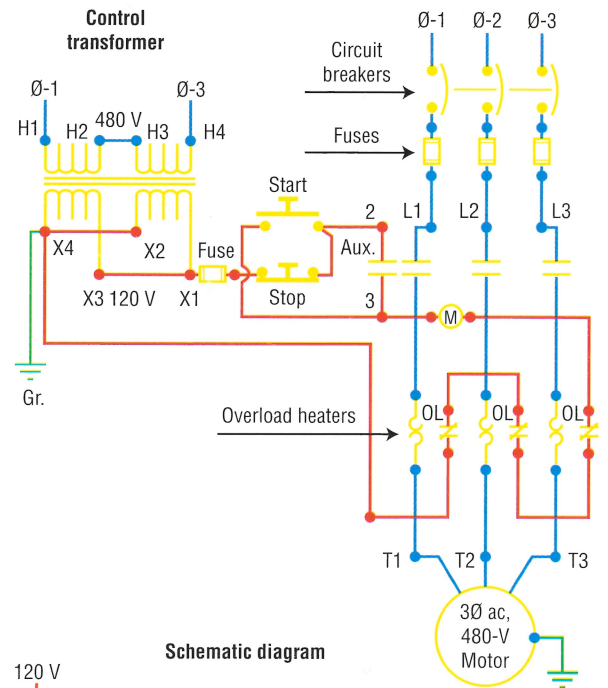 Control
transformer
Ø-1 Ø-2 Ø-3
Circuit
breakers
Ø-1 Ø-3
H1 H2 480 V H3 H4
Fuses
Start
2 L1 L2 L3
X4 X2 Fuse Aux.
X3 120 V X1 Stop
3
M
Gr.
Overload heaters
OL OL OL
T1 T2 T3
3Ø ac,
480-V
Motor
Schematic diagram
120 V